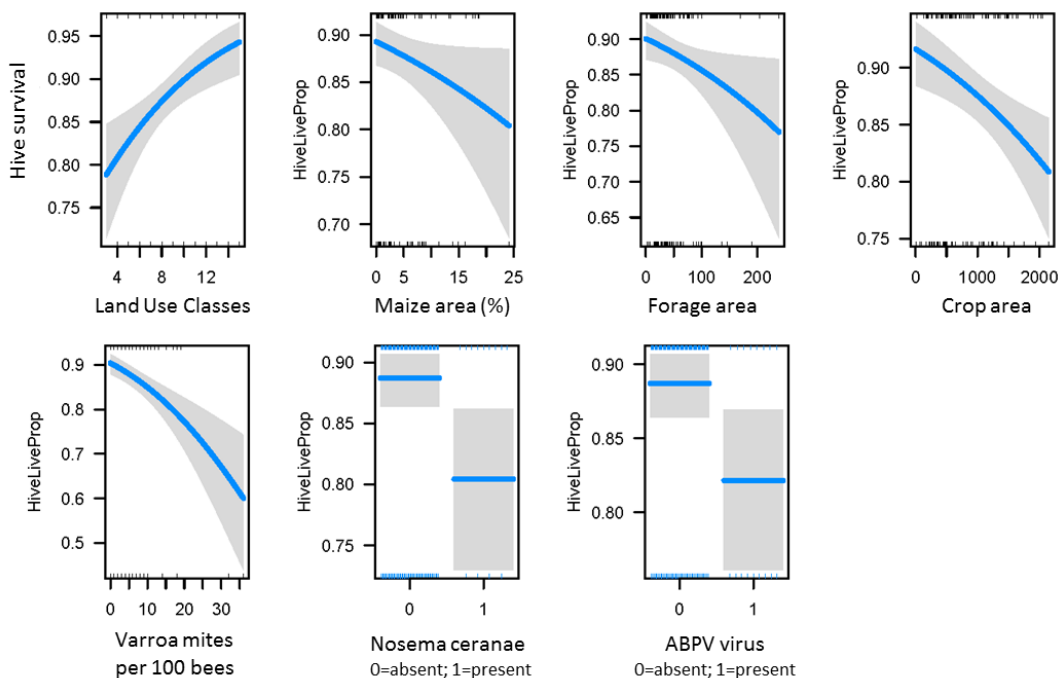 Hive survival
0.95
0.90
0.85
0.80
0.75
4 8 12
Land Use Classes
HiveLiveProp
0.90
0.85
0.80
0.75
0.70
0 5 15 25
Maize area (%)
HiveLiveProp
0.90
0.85
0.80
0.75
0.70
0.65
0 100 200
Forage area
HiveLiveProp
0.90
0.85
0.80
0.75
0 1000 2000
Crop area
HiveLiveProp
0.9
0.8
0.7
0.6
0.5
0 10 20 30
Varroa mites
per 100 bees
HiveLiveProp
0.90
0.85
0.80
0.75
0 1
Nosema ceranae
0=absent; 1=present
HiveLiveProp
0.90
0.85
0.80
0 1
ABPV virus
0=absent; 1=present